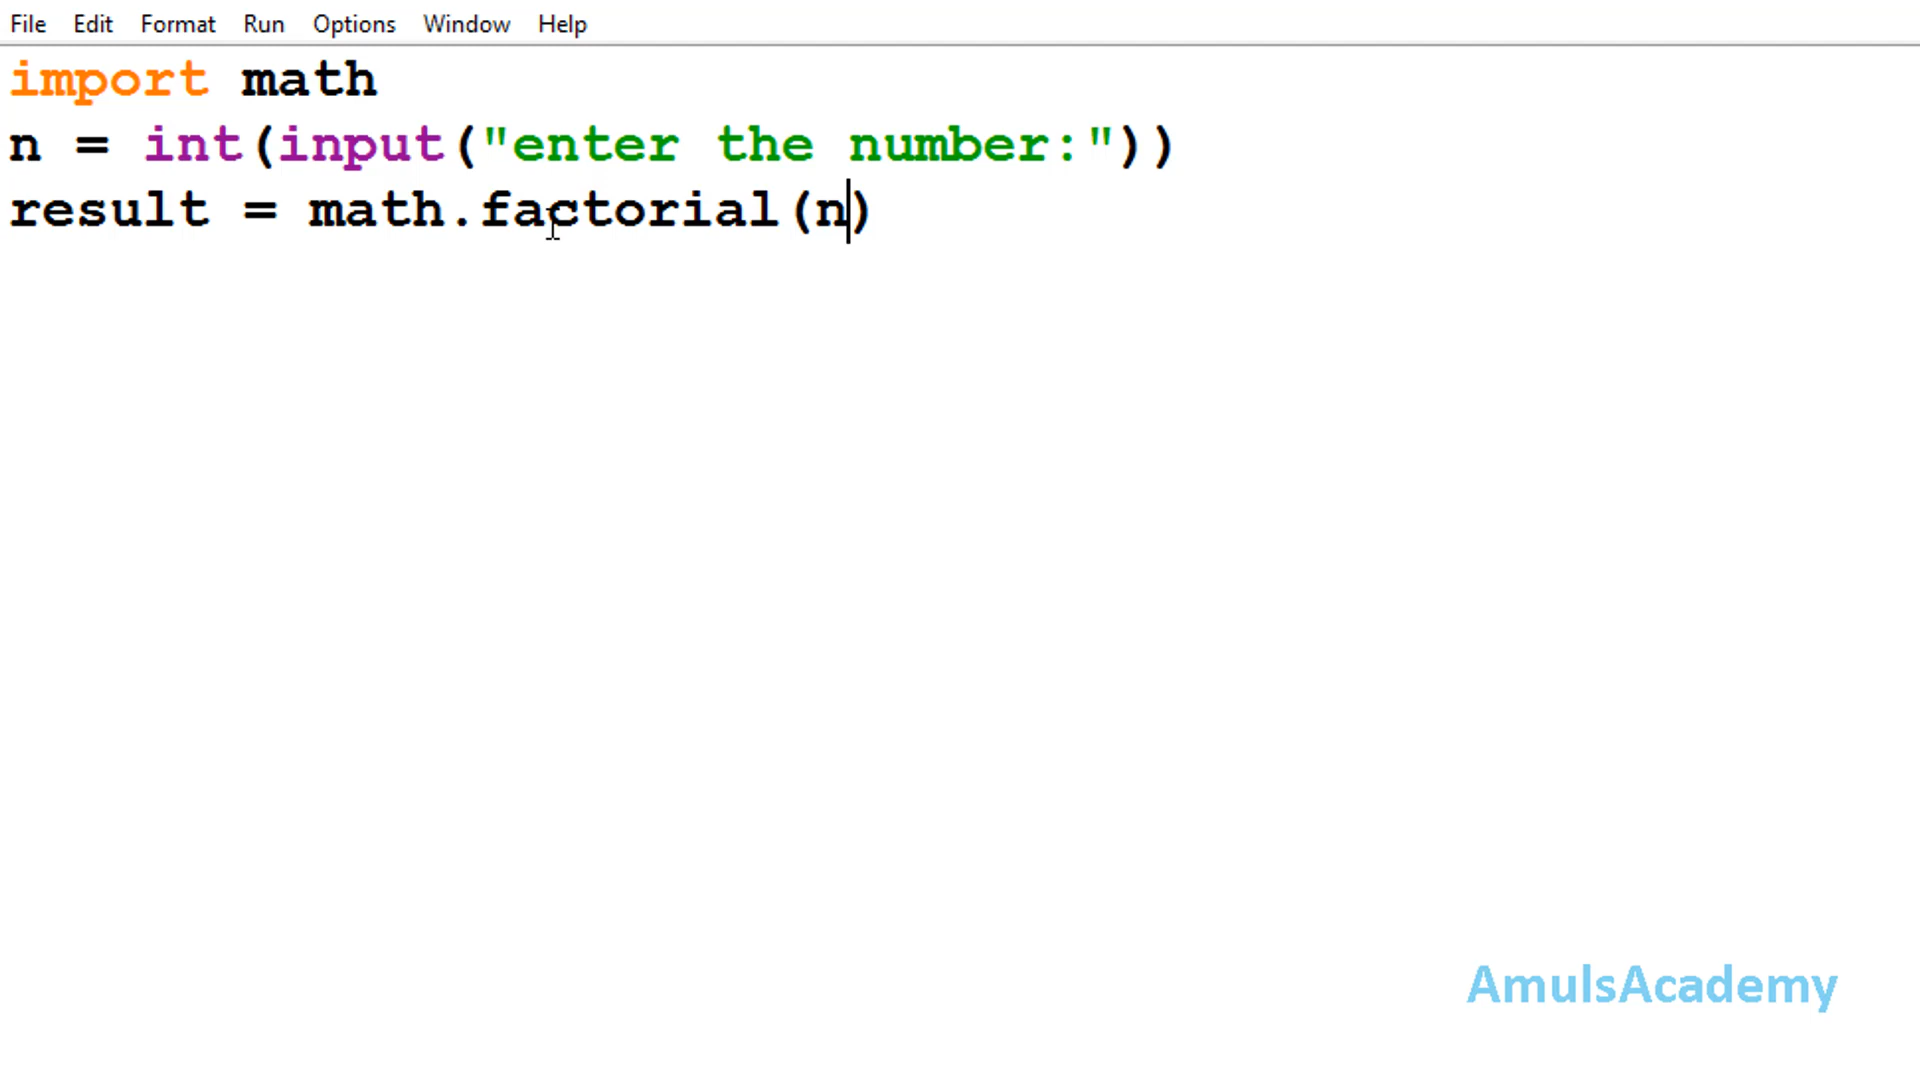 File Edit Format Run Options Window Help
import math
n = int(input("enter the number:"))
result = math.factorial(n)
AmulsAcademy